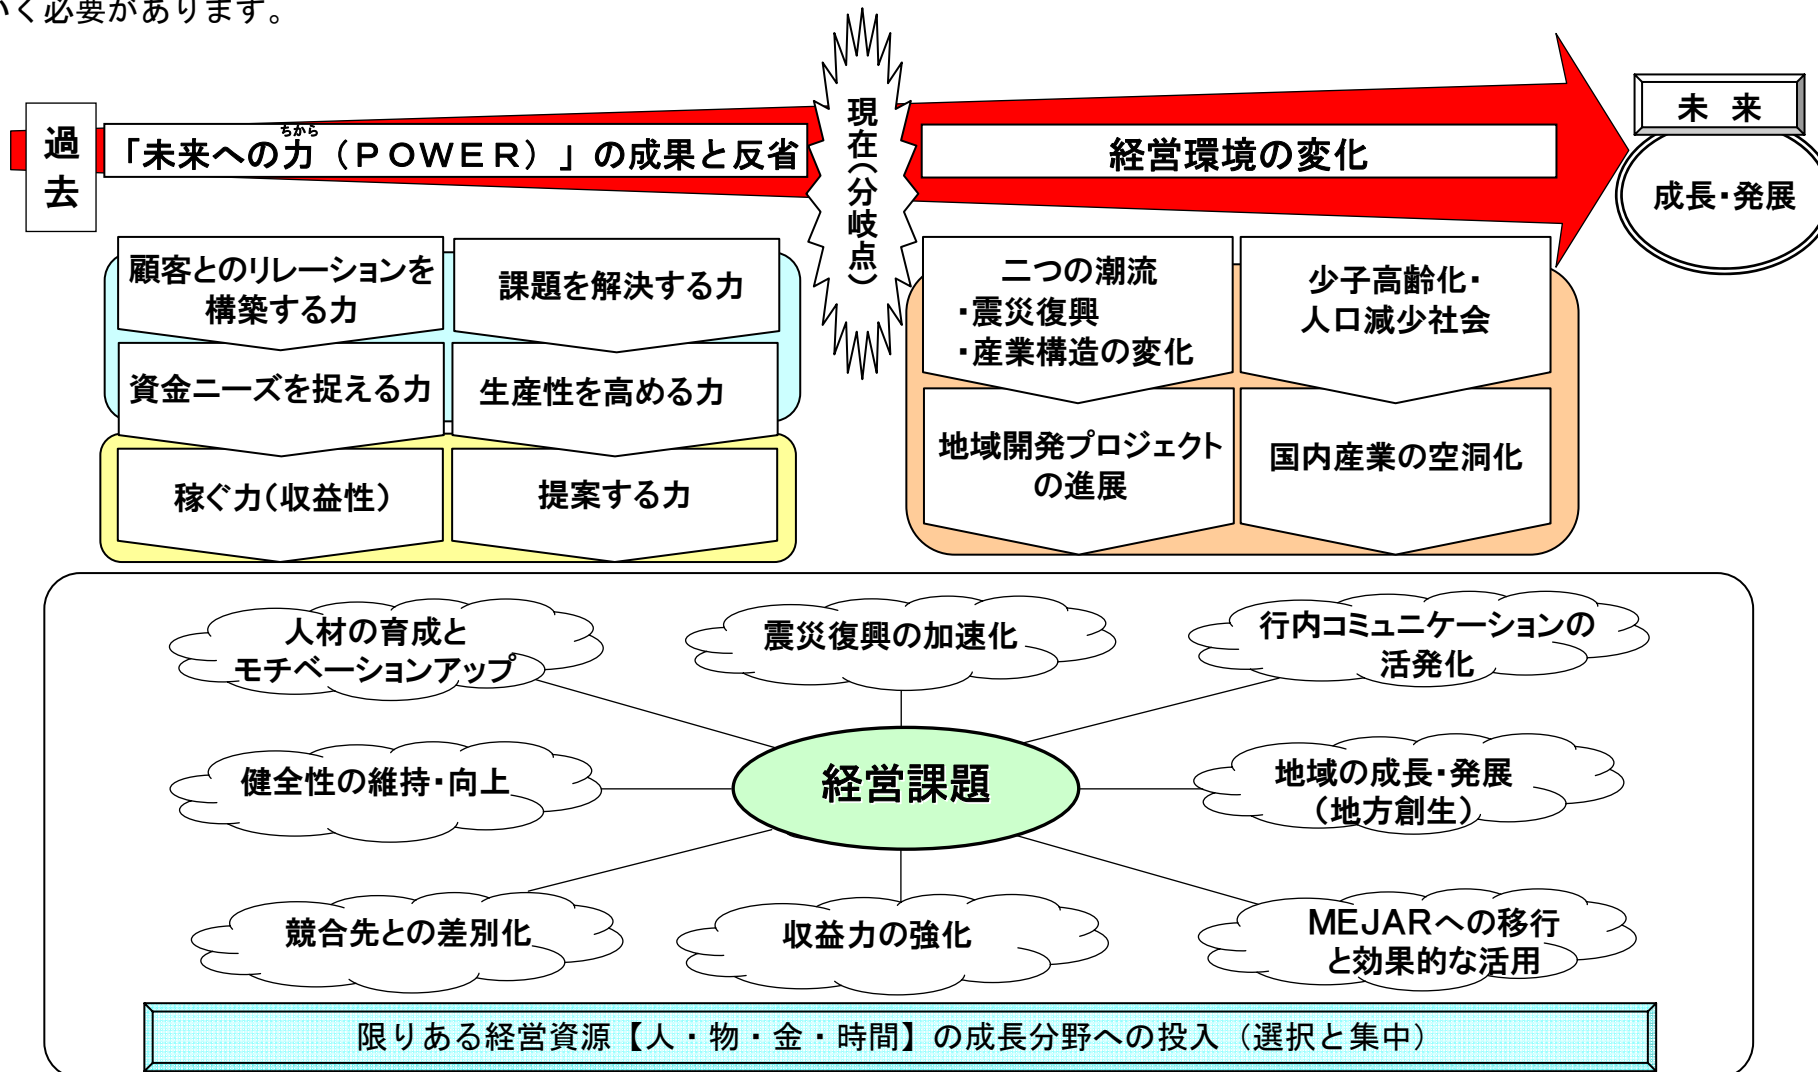 いく必要があります。
過去
ちから
「未来への力（ＰＯＷＥＲ）」の成果と反省
現在（分岐点）
経営環境の変化
未 来
成長・発展
顧客とのリレーションを
構築する力
課題を解決する力
資金ニーズを捉える力
生産性を高める力
稼ぐ力（収益性）
提案する力
二つの潮流
・震災復興
・産業構造の変化
少子高齢化・
人口減少社会
地域開発プロジェクト
の進展
国内産業の空洞化
人材の育成と
モチベーションアップ
震災復興の加速化
行内コミュニケーションの
活発化
健全性の維持・向上
経営課題
地域の成長・発展
（地方創生）
競合先との差別化
収益力の強化
MEJARへの移行
と効果的な活用
限りある経営資源【人・物・金・時間】の成長分野への投入（選択と集中）